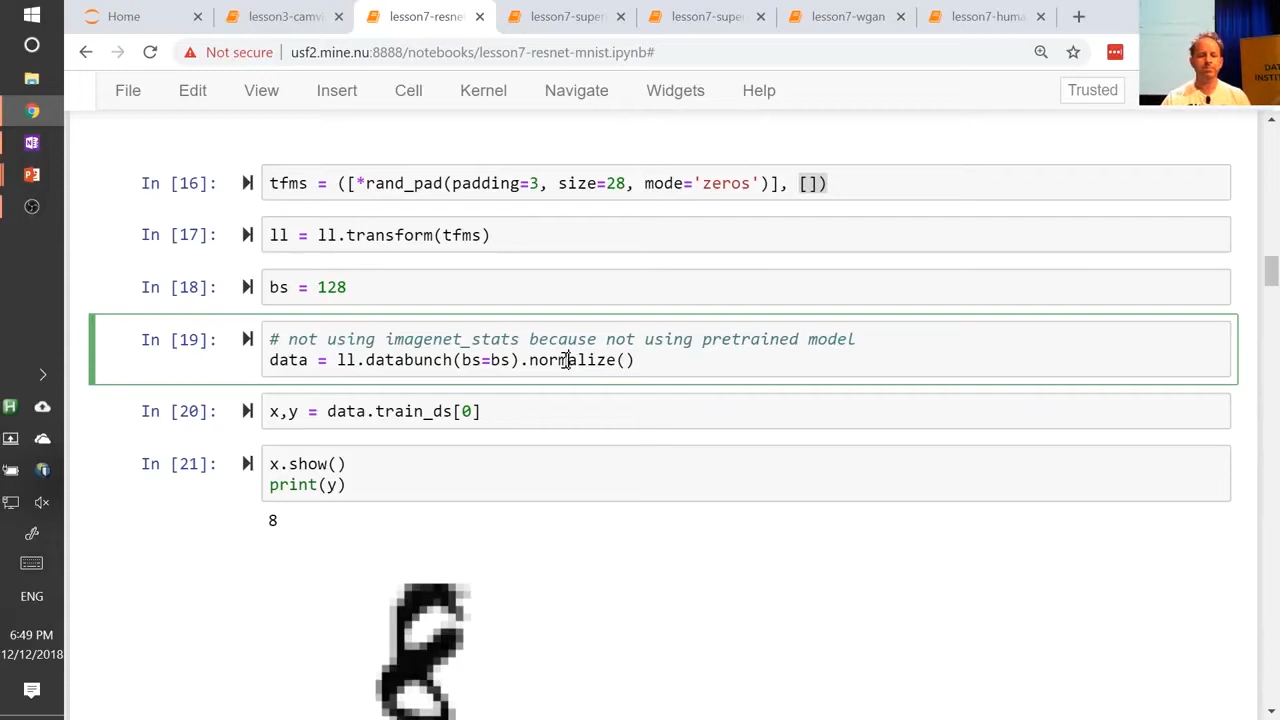 Home
lesson3-camvi
lesson7-resne
lesson7-super
lesson7-super
lesson7-wgan
lesson7-huma
Not secure
usf2.mine.nu:8888/notebooks/lesson7-resnet-mnist.ipynb#
File Edit View Insert Cell Kernel Navigate Widgets Help
Trusted
In [16]: tfms = ([*rand_pad(padding=3, size=28, mode='zeros')], [])
In [17]: ll = ll.transform(tfms)
In [18]: bs = 128
In [19]: # not using imagenet_stats because not using pretrained model
data = ll.databunch(bs=bs).normalize()
In [20]: x,y = data.train_ds[0]
In [21]: x.show()
print(y)
8
ENG
6:49 PM
12/12/2018
DAT
INSTIT